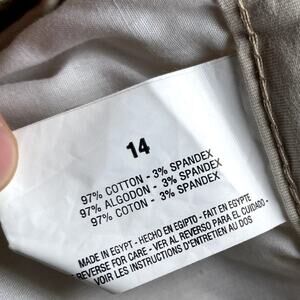 14
97% COTTON - 3% SPANDEX
97% ALGODON - 3% SPANDEX
97% COTON - 3% SPANDEX
MADE IN EGYPT - HECHO EN EGIPTO - FAIT EN EGYPTE
REVERSE FOR CARE - VER AL REVERSO PARA EL CUIDADO -
VOIR LES INSTRUCTIONS D'ENTRETIEN AU DOS